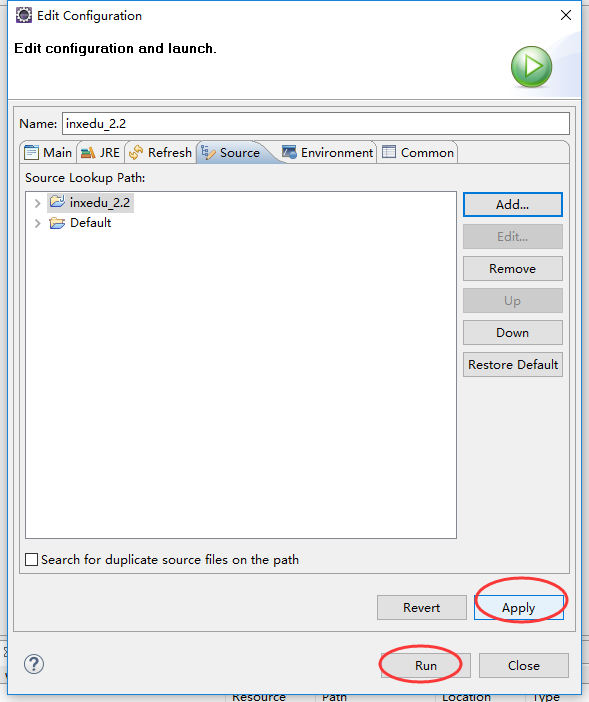 Edit Configuration
Edit configuration and launch.
Name: inxedu_2.2
Main JRE Refresh Source Environment Common
Source Lookup Path:
inxedu_2.2
Default
Add...
Edit...
Remove
Up
Down
Restore Default
Search for duplicate source files on the path
Revert Apply
Run Close
Resource Path Location Type